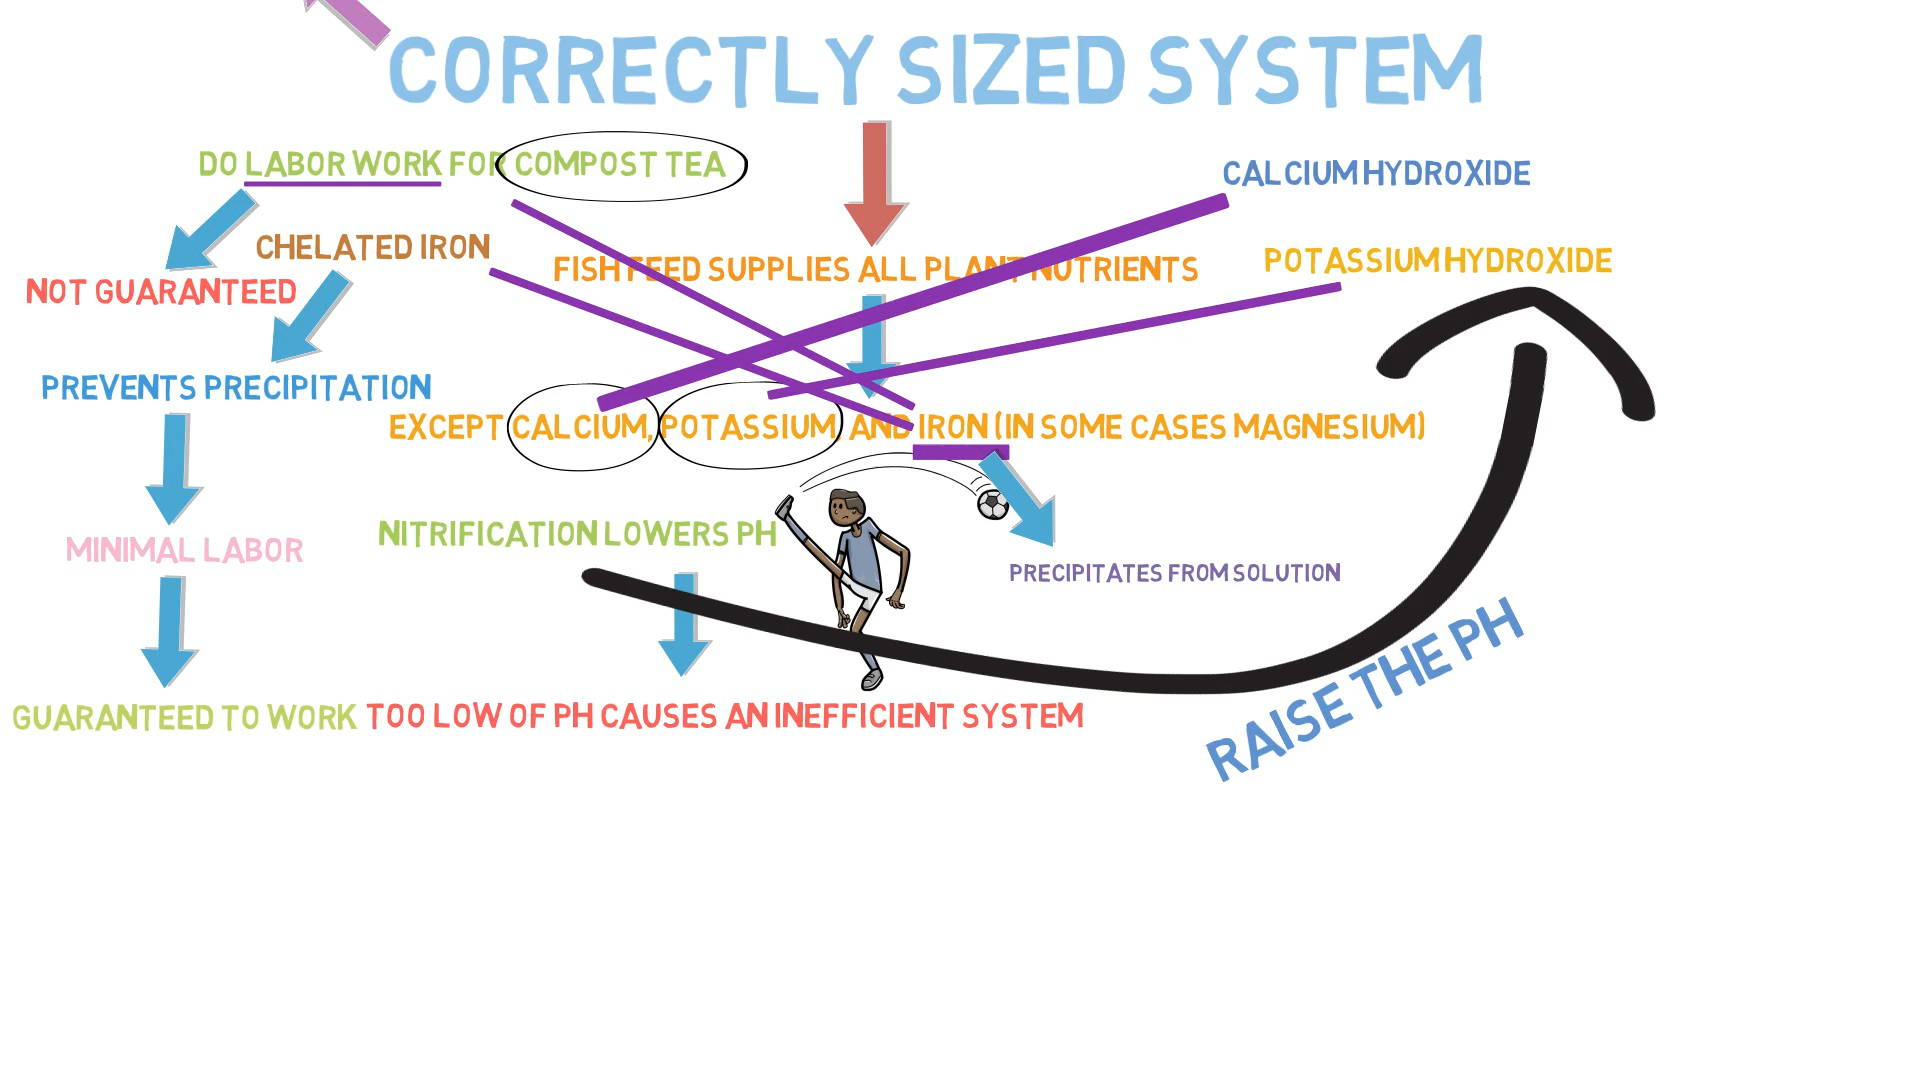 CORRECTLY SIZED SYSTEM
DO LABOR WORK FOR COMPOST TEA
CALCIUM HYDROXIDE
CHELATED IRON
FISH FEED SUPPLIES ALL PLANT NUTRIENTS
POTASSIUM HYDROXIDE
NOT GUARANTEED
PREVENTS PRECIPITATION
EXCEPT CALCIUM, POTASSIUM, AND IRON (IN SOME CASES MAGNESIUM)
MINIMAL LABOR
NITRIFICATION LOWERS PH
PRECIPITATES FROM SOLUTION
RAISE THE PH
GUARANTEED TO WORK
TOO LOW OF PH CAUSES AN INEFFICIENT SYSTEM